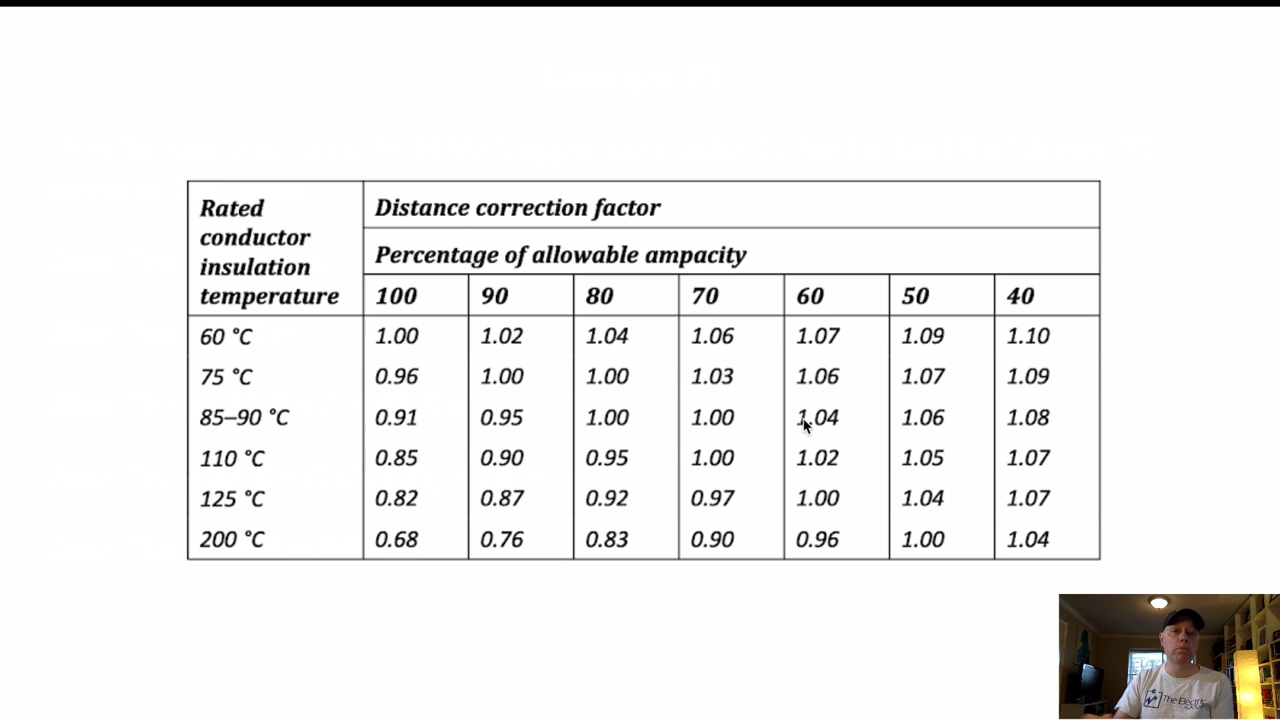 Rated conductor insulation temperature
Distance correction factor
Percentage of allowable ampacity
100 90 80 70 60 50 40
60 °C 1.00 1.02 1.04 1.06 1.07 1.09 1.10
75 °C 0.96 1.00 1.00 1.03 1.06 1.07 1.09
85–90 °C 0.91 0.95 1.00 1.00 1.04 1.06 1.08
110 °C 0.85 0.90 0.95 1.00 1.02 1.05 1.07
125 °C 0.82 0.87 0.92 0.97 1.00 1.04 1.07
200 °C 0.68 0.76 0.83 0.90 0.96 1.00 1.04
The Electric